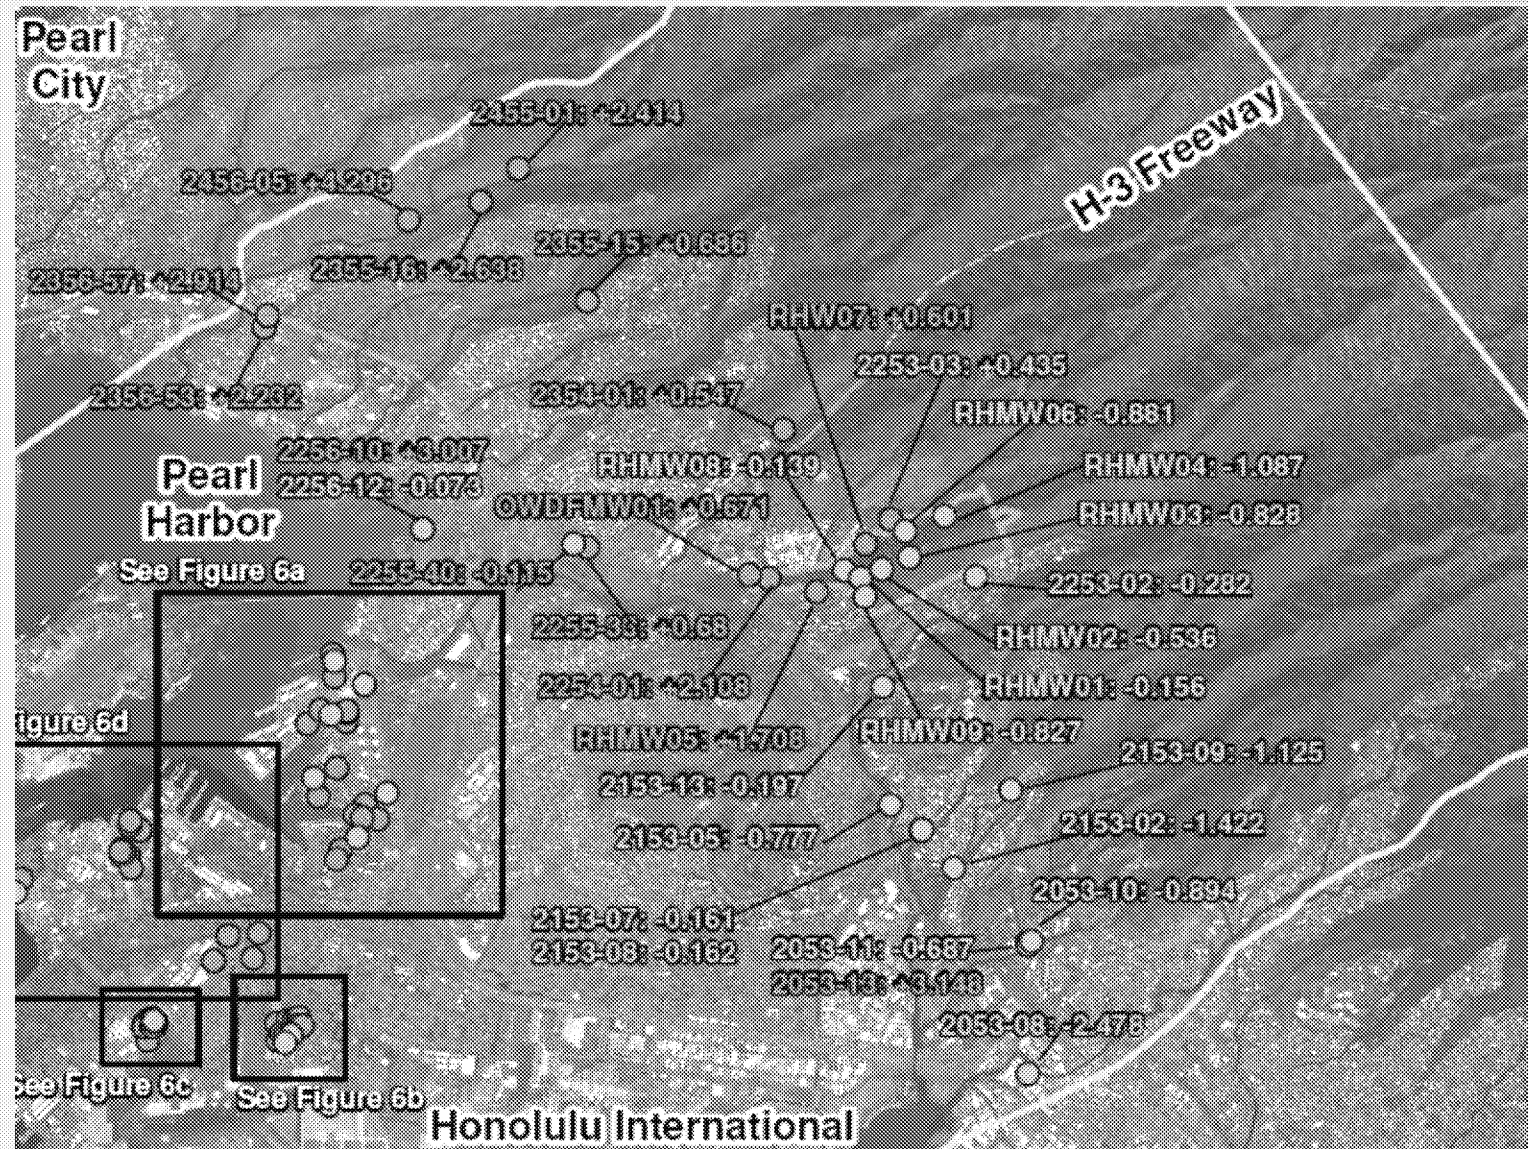 Pearl
City
2455-01: +2.414
H-3 Freeway
2456-05: +4.296
2355-15: +0.686
2355-16: +2.638
2356-57: +2.914
RHW07: +0.601
2253-03: +0.435
2356-53: +2.232
2354-01: +0.547
RHMW06: -0.881
2256-10: +3.007
RHMW08: -0.139
RHMW04: -1.087
Pearl
Harbor
2256-12: -0.073
OWDFMW01: +0.671
RHMW03: -0.828
See Figure 6a
2255-40: -0.115
2253-02: -0.282
2255-33: +0.68
RHMW02: -0.536
2254-01: +2.108
RHMW01: -0.156
igure 6d
RHMW05: +1.708
RHMW09: -0.827
2153-09: -1.125
2153-13: -0.197
2153-05: -0.777
2153-02: -1.422
2053-10: -0.894
2153-07: -0.161
2153-08: -0.162
2053-11: -0.687
2053-13: +3.148
2053-08: -2.478
See Figure 6c
See Figure 6b
Honolulu International